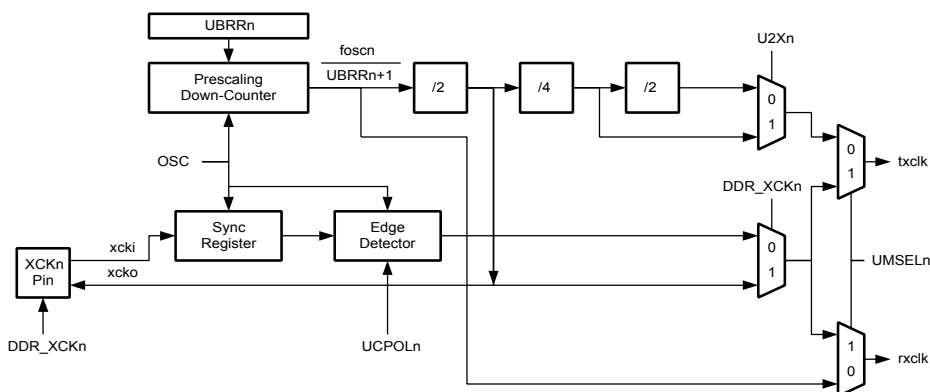 UBRRn
foscn
U2Xn
Prescaling
Down-Counter
UBRRn+1
/2
/4
/2
0
1
OSC
0
1
txclk
DDR_XCKn
Sync
Register
Edge
Detector
0
1
xcki
XCKn
Pin
xcko
UMSELn
DDR_XCKn
UCPOLn
1
0
rxclk